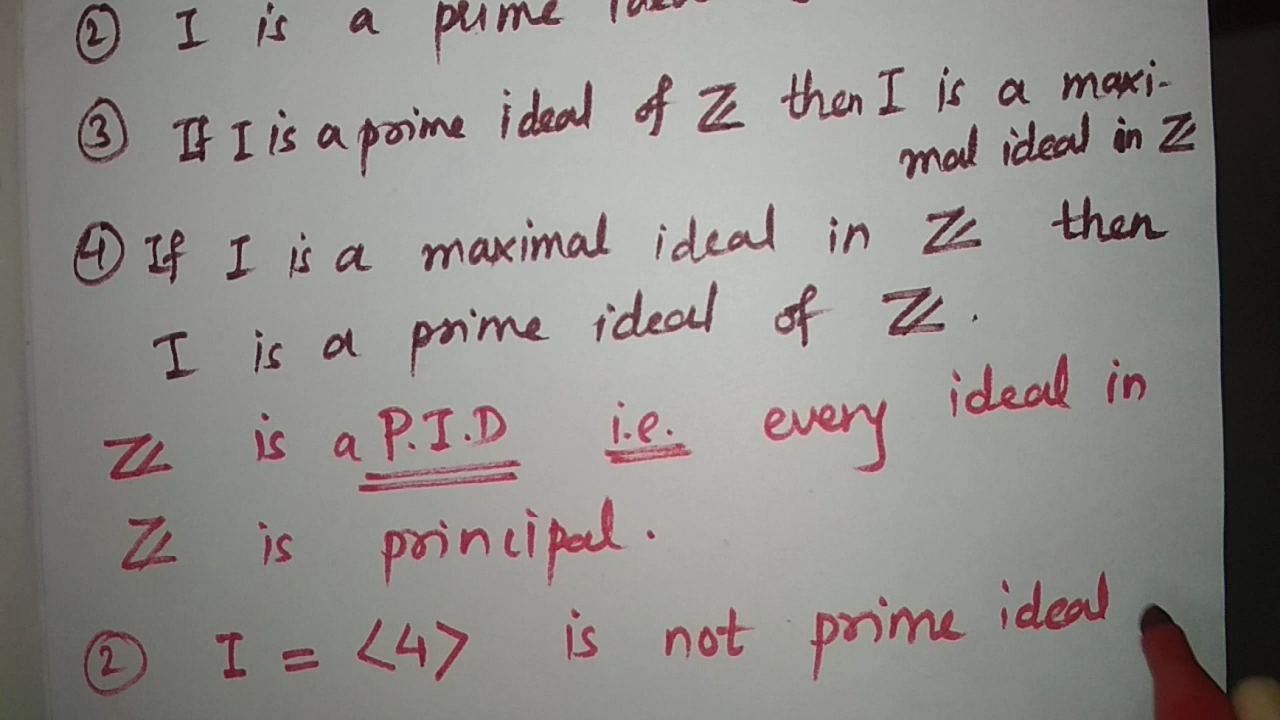 ② I is a prime
③ If I is a prime ideal of ℤ then I is a maxi-
mal ideal in ℤ
④ If I is a maximal ideal in ℤ then
I is a prime ideal of ℤ.
ℤ is a P.I.D i.e. every ideal in
ℤ is principal.
② I = <4> is not prime ideal